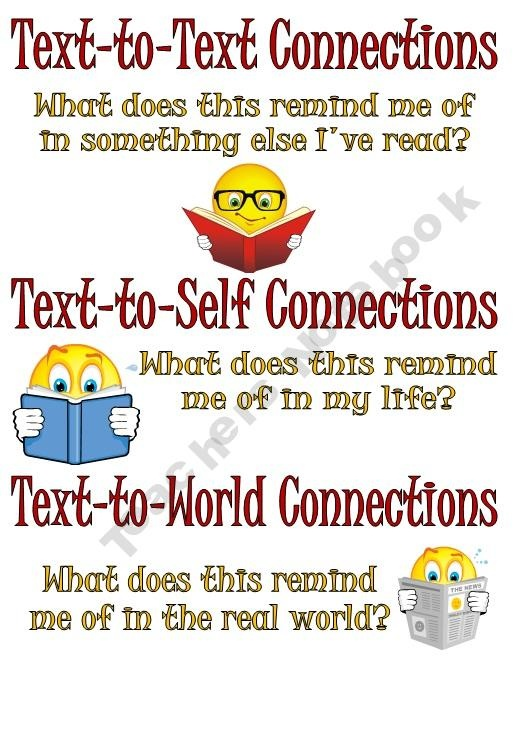 Text-to-Text Connections
What does this remind me of
in something else I've read?
Text-to-Self Connections
What does this remind
me of in my life?
Text-to-World Connections
What does this remind
me of in the real world?
THE NEWS
Teachers Notebook